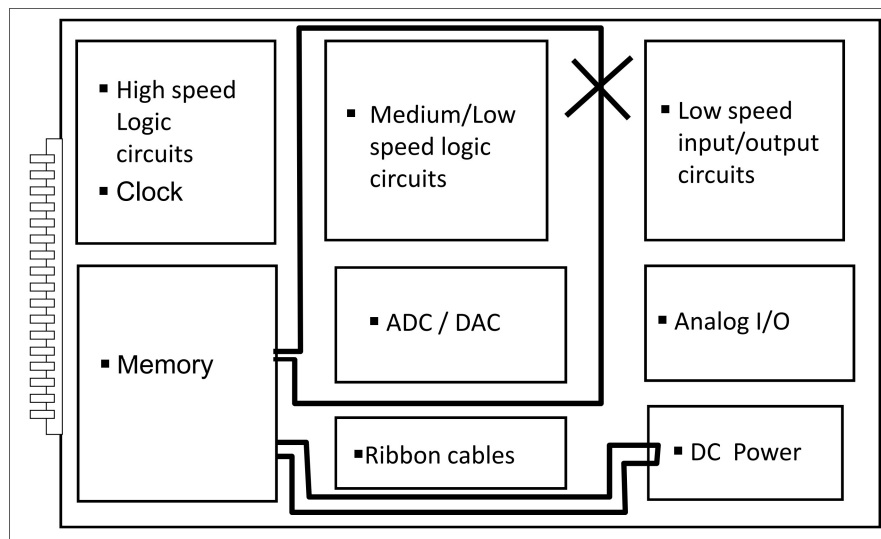 ▪ High speed
Logic
circuits
▪ Clock
▪ Medium/Low
speed logic
circuits
▪ Low speed
input/output
circuits
▪ Memory
▪ ADC / DAC
▪ Analog I/O
▪Ribbon cables
▪ DC Power